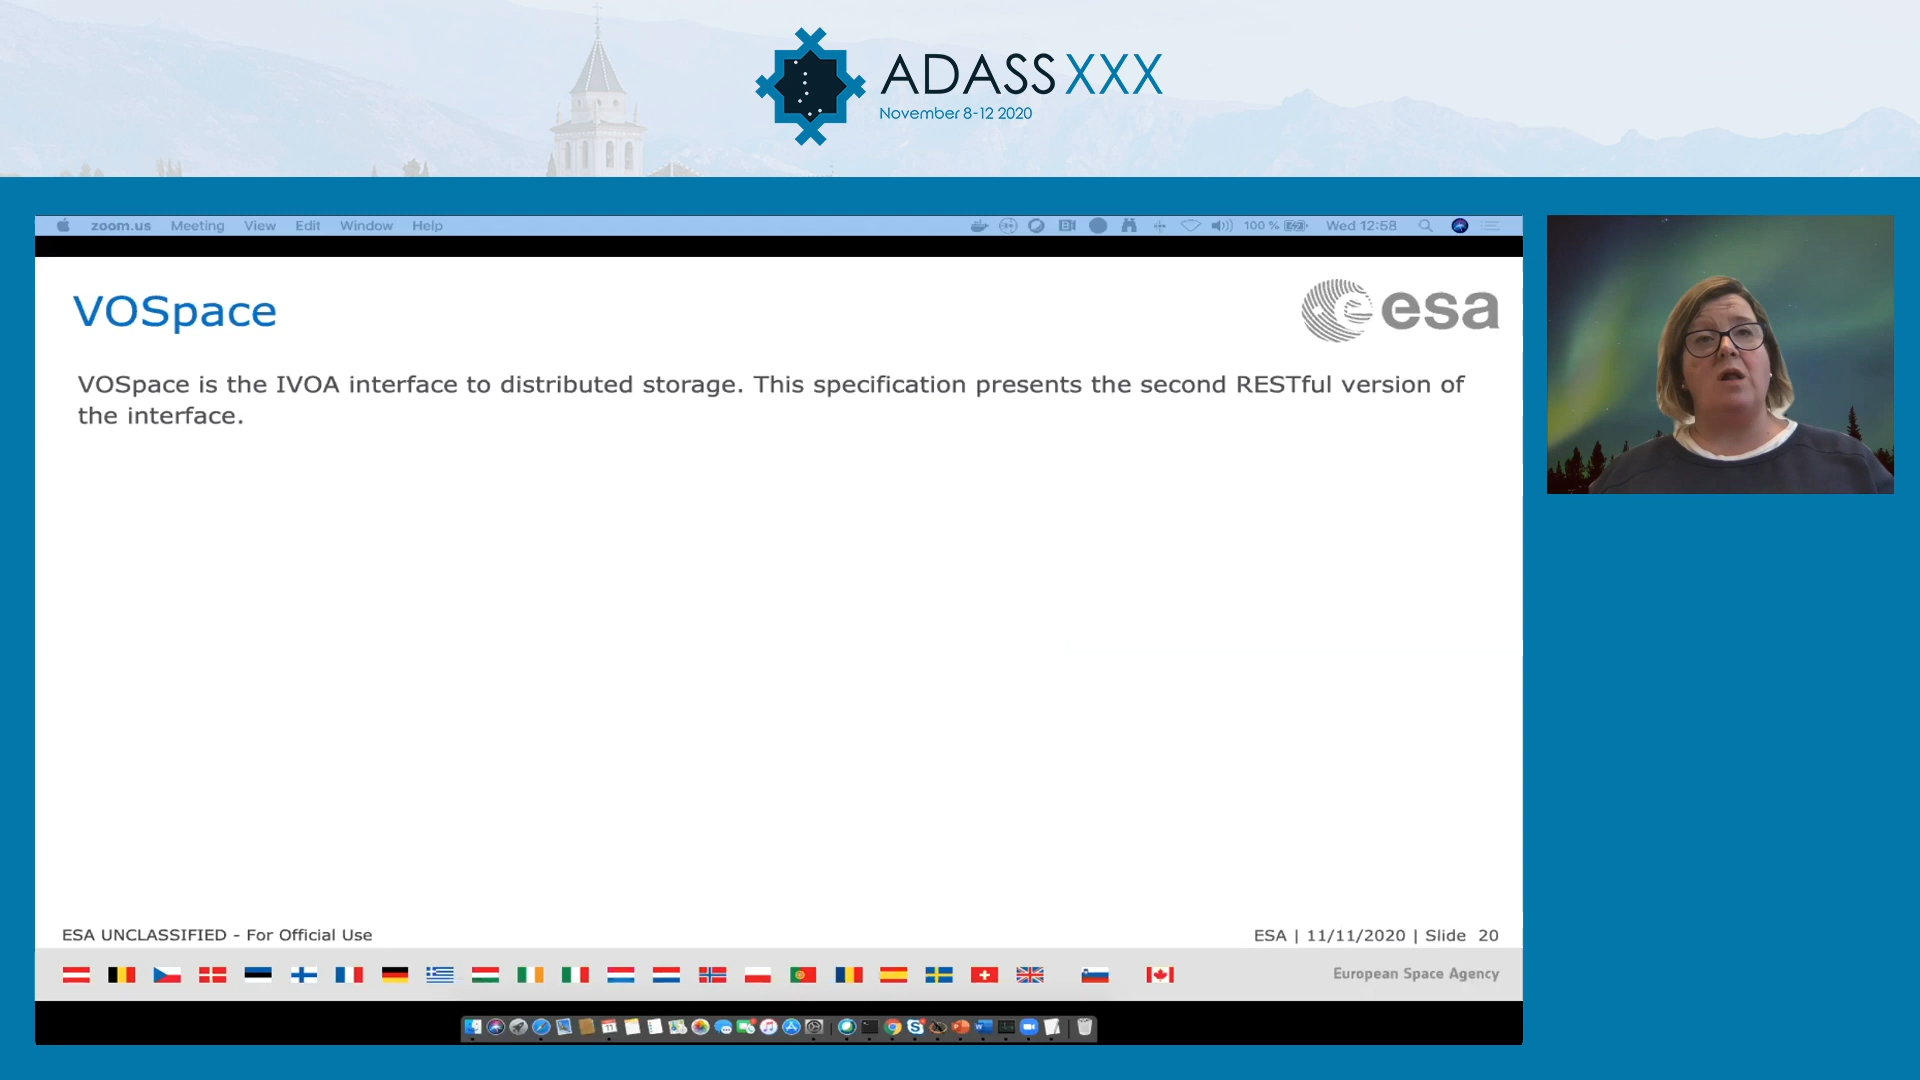 ADASS XXX
November 8-12 2020
zoom.us Meeting View Edit Window Help 100 % Wed 12:58
VOSpace
esa
VOSpace is the IVOA interface to distributed storage. This specification presents the second RESTful version of
the interface.
ESA UNCLASSIFIED - For Official Use
ESA | 11/11/2020 | Slide 20
European Space Agency